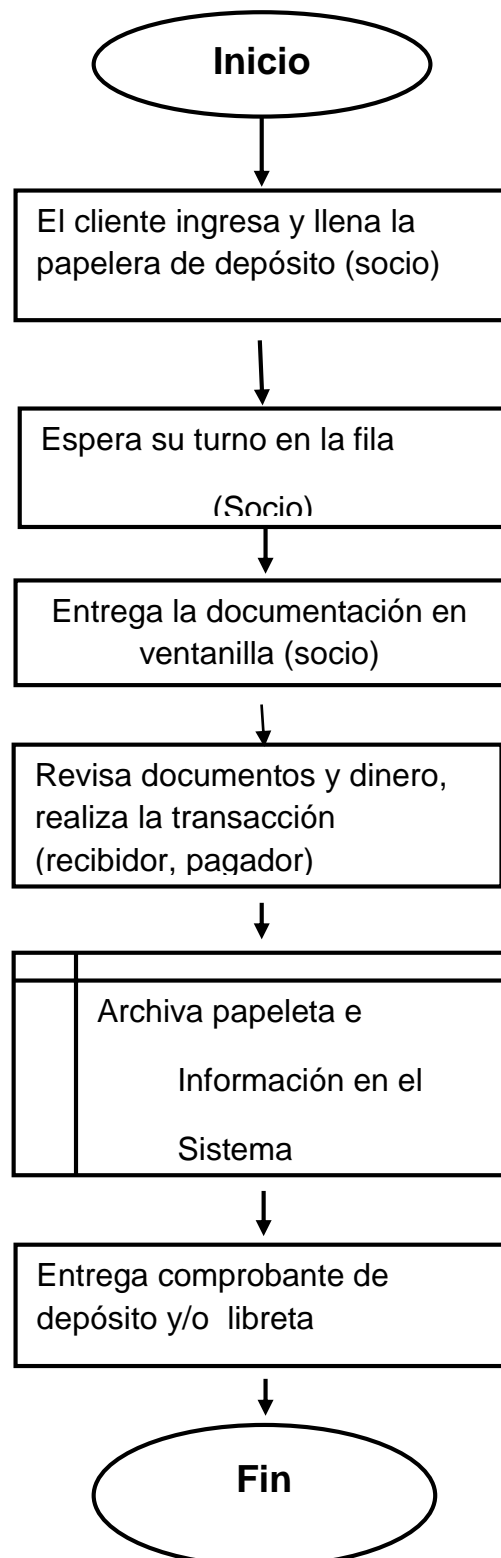 Inicio
El cliente ingresa y llena la
papelera de depósito (socio)
Espera su turno en la fila
(Socio)
Entrega la documentación en
ventanilla (socio)
Revisa documentos y dinero,
realiza la transacción
(recibidor, pagador)
Archiva papeleta e
Información en el
Sistema
Entrega comprobante de
depósito y/o libreta
Fin